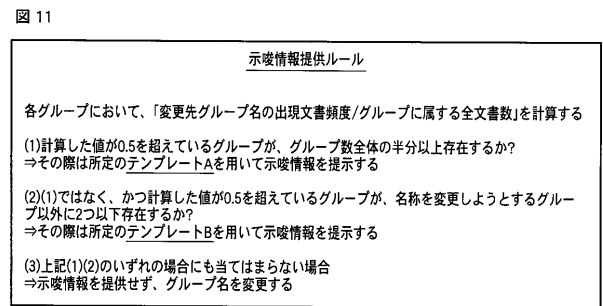 図 11
示唆情報提供ルール
各グループにおいて、「変更先グループ名の出現文書頻度/グループに属する全文書数」を計算する
(1)計算した値が0.5を超えているグループが、グループ数全体の半分以上存在するか?
⇒その際は所定のテンプレートAを用いて示唆情報を提示する
(2)(1)ではなく、かつ計算した値が0.5を超えているグループが、名称を変更しようとするグルー
プ以外に2つ以下存在するか?
⇒その際は所定のテンプレートBを用いて示唆情報を提示する
(3)上記(1)(2)のいずれの場合にも当てはまらない場合
⇒示唆情報を提供せず、グループ名を変更する